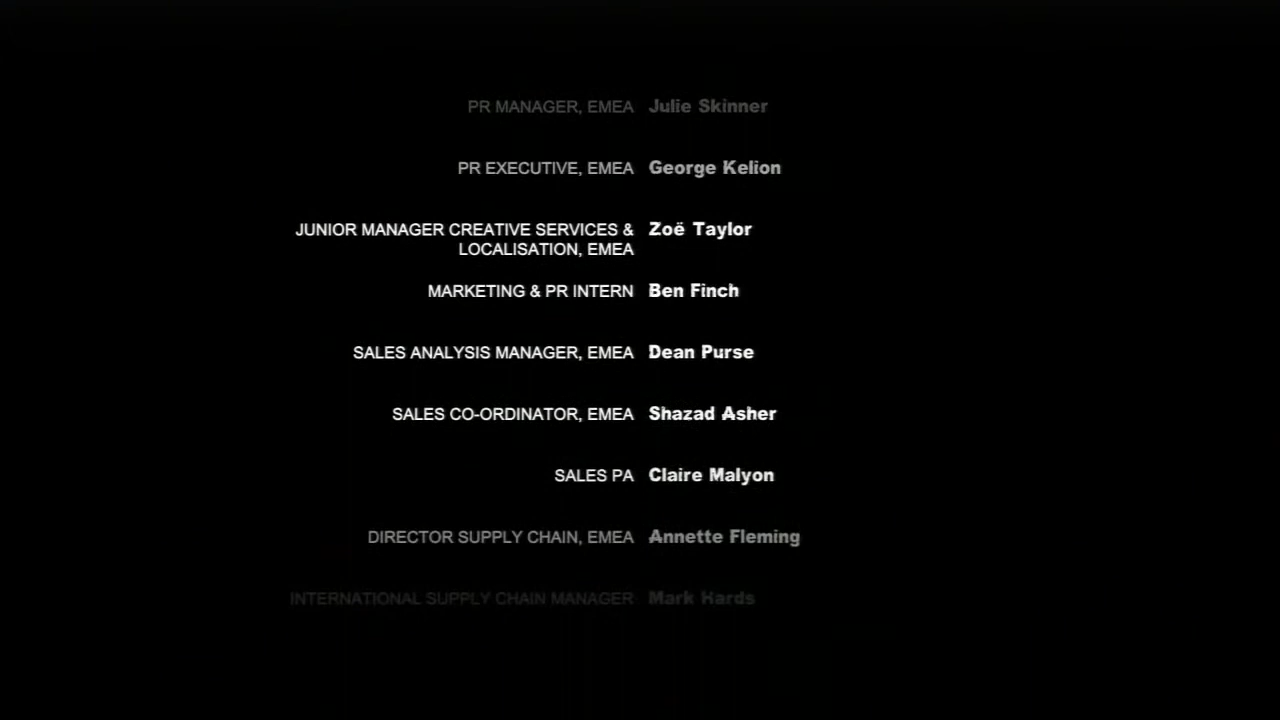 PR MANAGER, EMEA Julie Skinner
PR EXECUTIVE, EMEA George Kelion
JUNIOR MANAGER CREATIVE SERVICES & Zoë Taylor
LOCALISATION, EMEA
MARKETING & PR INTERN Ben Finch
SALES ANALYSIS MANAGER, EMEA Dean Purse
SALES CO-ORDINATOR, EMEA Shazad Asher
SALES PA Claire Malyon
DIRECTOR SUPPLY CHAIN, EMEA Annette Fleming
INTERNATIONAL SUPPLY CHAIN MANAGER Mark Hards